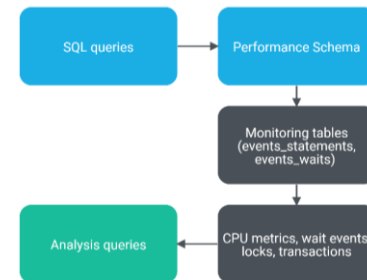 SQL queries
Performance Schema
Monitoring tables
(events_statements,
events_waits)
Analysis queries
CPU metrics, wait events
locks, transactions